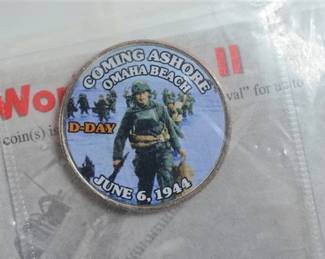 COMING ASHORE
OMAHA BEACH
D-DAY
JUNE 6, 1944
Wor II
val" for up to
coin(s) is